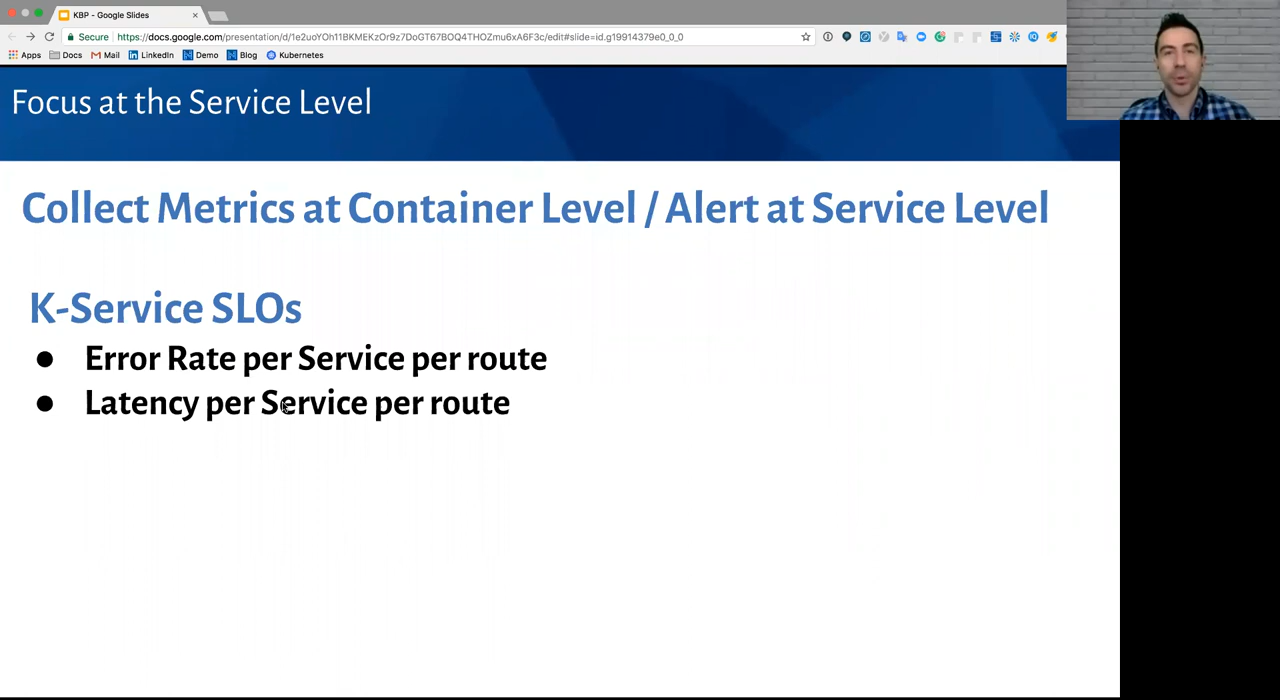 KBP - Google Slides
Secure https://docs.google.com/presentation/d/1e2uoYOh11BKMEKzOr9z7DoGT67BOQ4THOZmu6xA6F3c/edit#slide=id.g19914379e0_0_0
Apps Docs Mail LinkedIn Demo Blog Kubernetes
Focus at the Service Level
Collect Metrics at Container Level / Alert at Service Level
K-Service SLOs
● Error Rate per Service per route
● Latency per Service per route